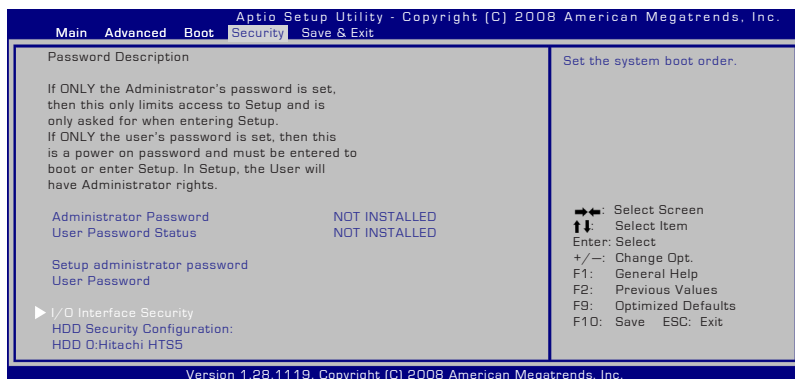 Aptio Setup Utility - Copyright (C) 2008 American Megatrends, Inc.
Main Advanced Boot Security Save & Exit
Password Description
If ONLY the Administrator's password is set,
then this only limits access to Setup and is
only asked for when entering Setup.
If ONLY the user's password is set, then this
is a power on password and must be entered to
boot or enter Setup. In Setup, the User will
have Administrator rights.
Administrator Password NOT INSTALLED
User Password Status NOT INSTALLED
Setup administrator password
User Password
I/O Interface Security
HDD Security Configuration:
HDD 0:Hitachi HTS5
Set the system boot order.
→←: Select Screen
↑↓: Select Item
Enter: Select
+/—: Change Opt.
F1: General Help
F2: Previous Values
F9: Optimized Defaults
F10: Save ESC: Exit
Version 1.28.1119. Copyright (C) 2008 American Megatrends, Inc.